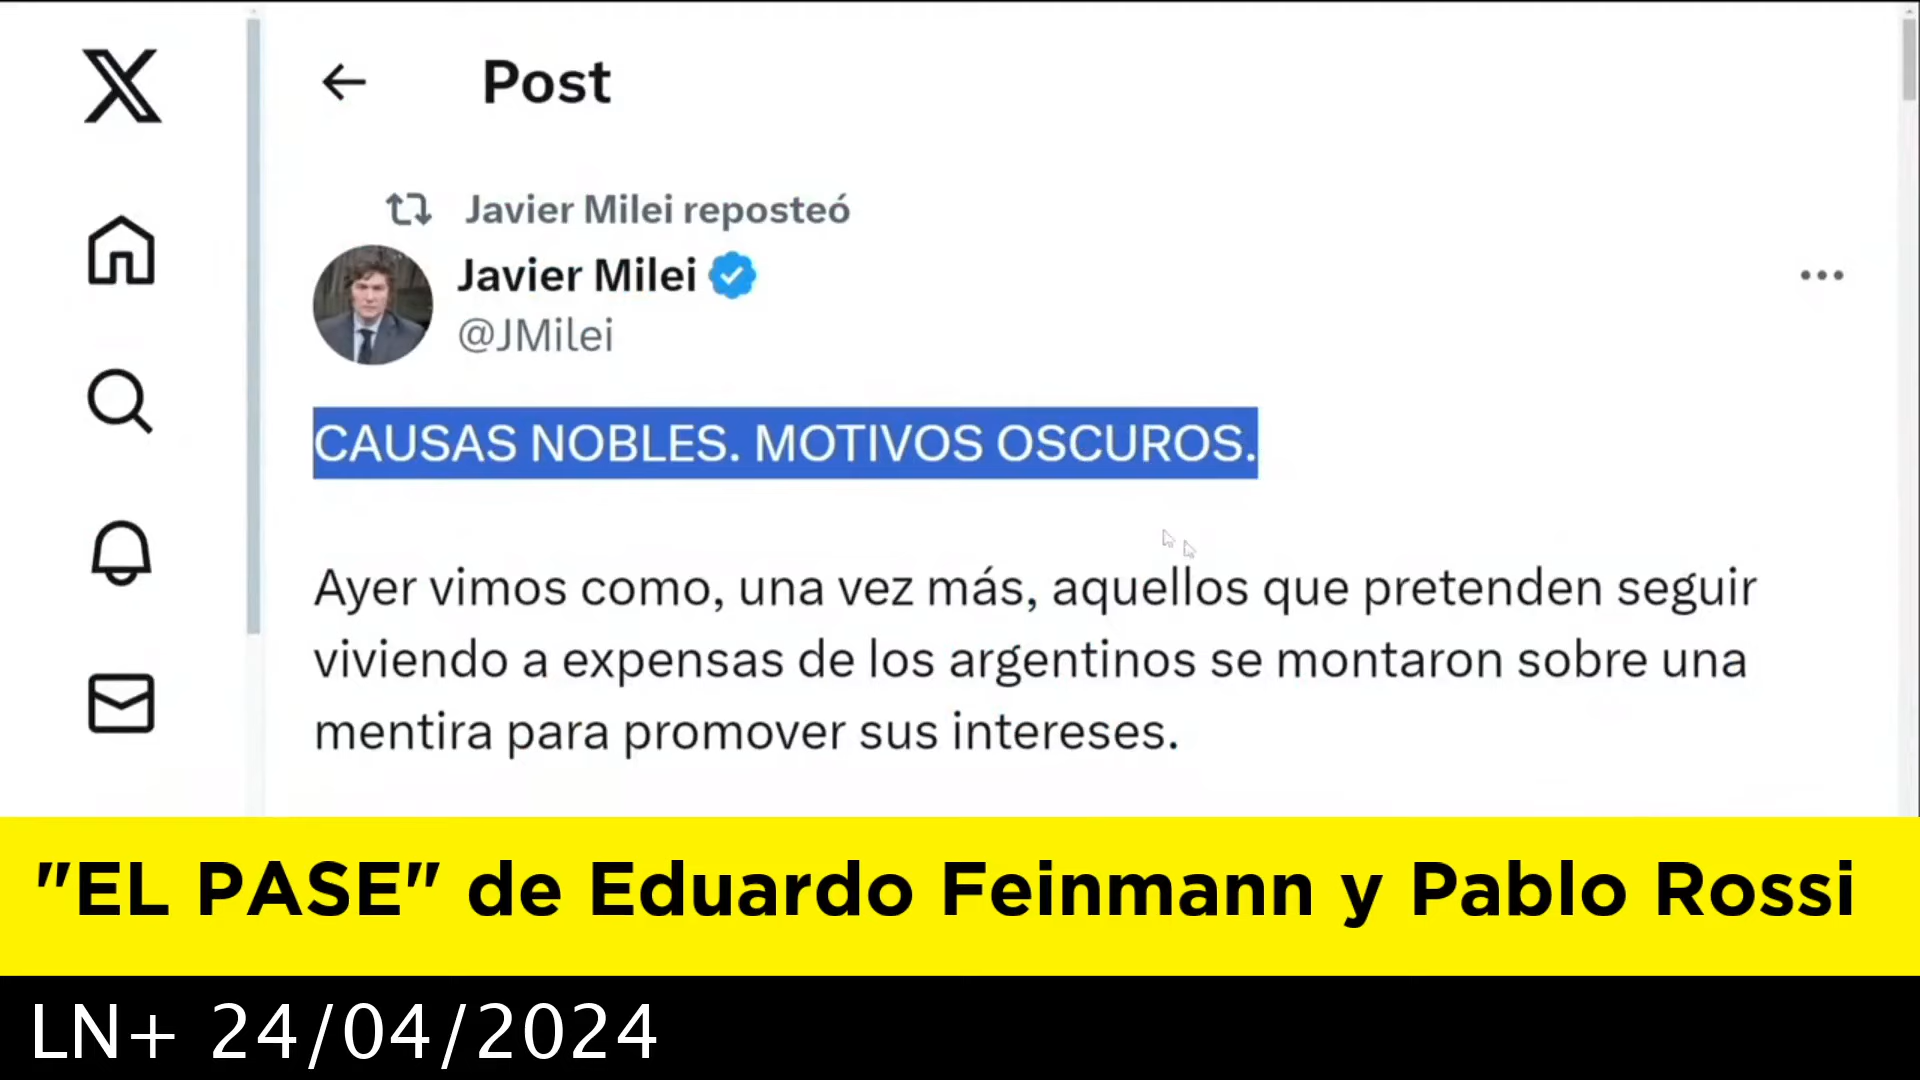 Post
Javier Milei reposteó
Javier Milei
@JMilei
CAUSAS NOBLES. MOTIVOS OSCUROS.
Ayer vimos como, una vez más, aquellos que pretenden seguir
viviendo a expensas de los argentinos se montaron sobre una
mentira para promover sus intereses.
"EL PASE" de Eduardo Feinmann y Pablo Rossi
LN+ 24/04/2024